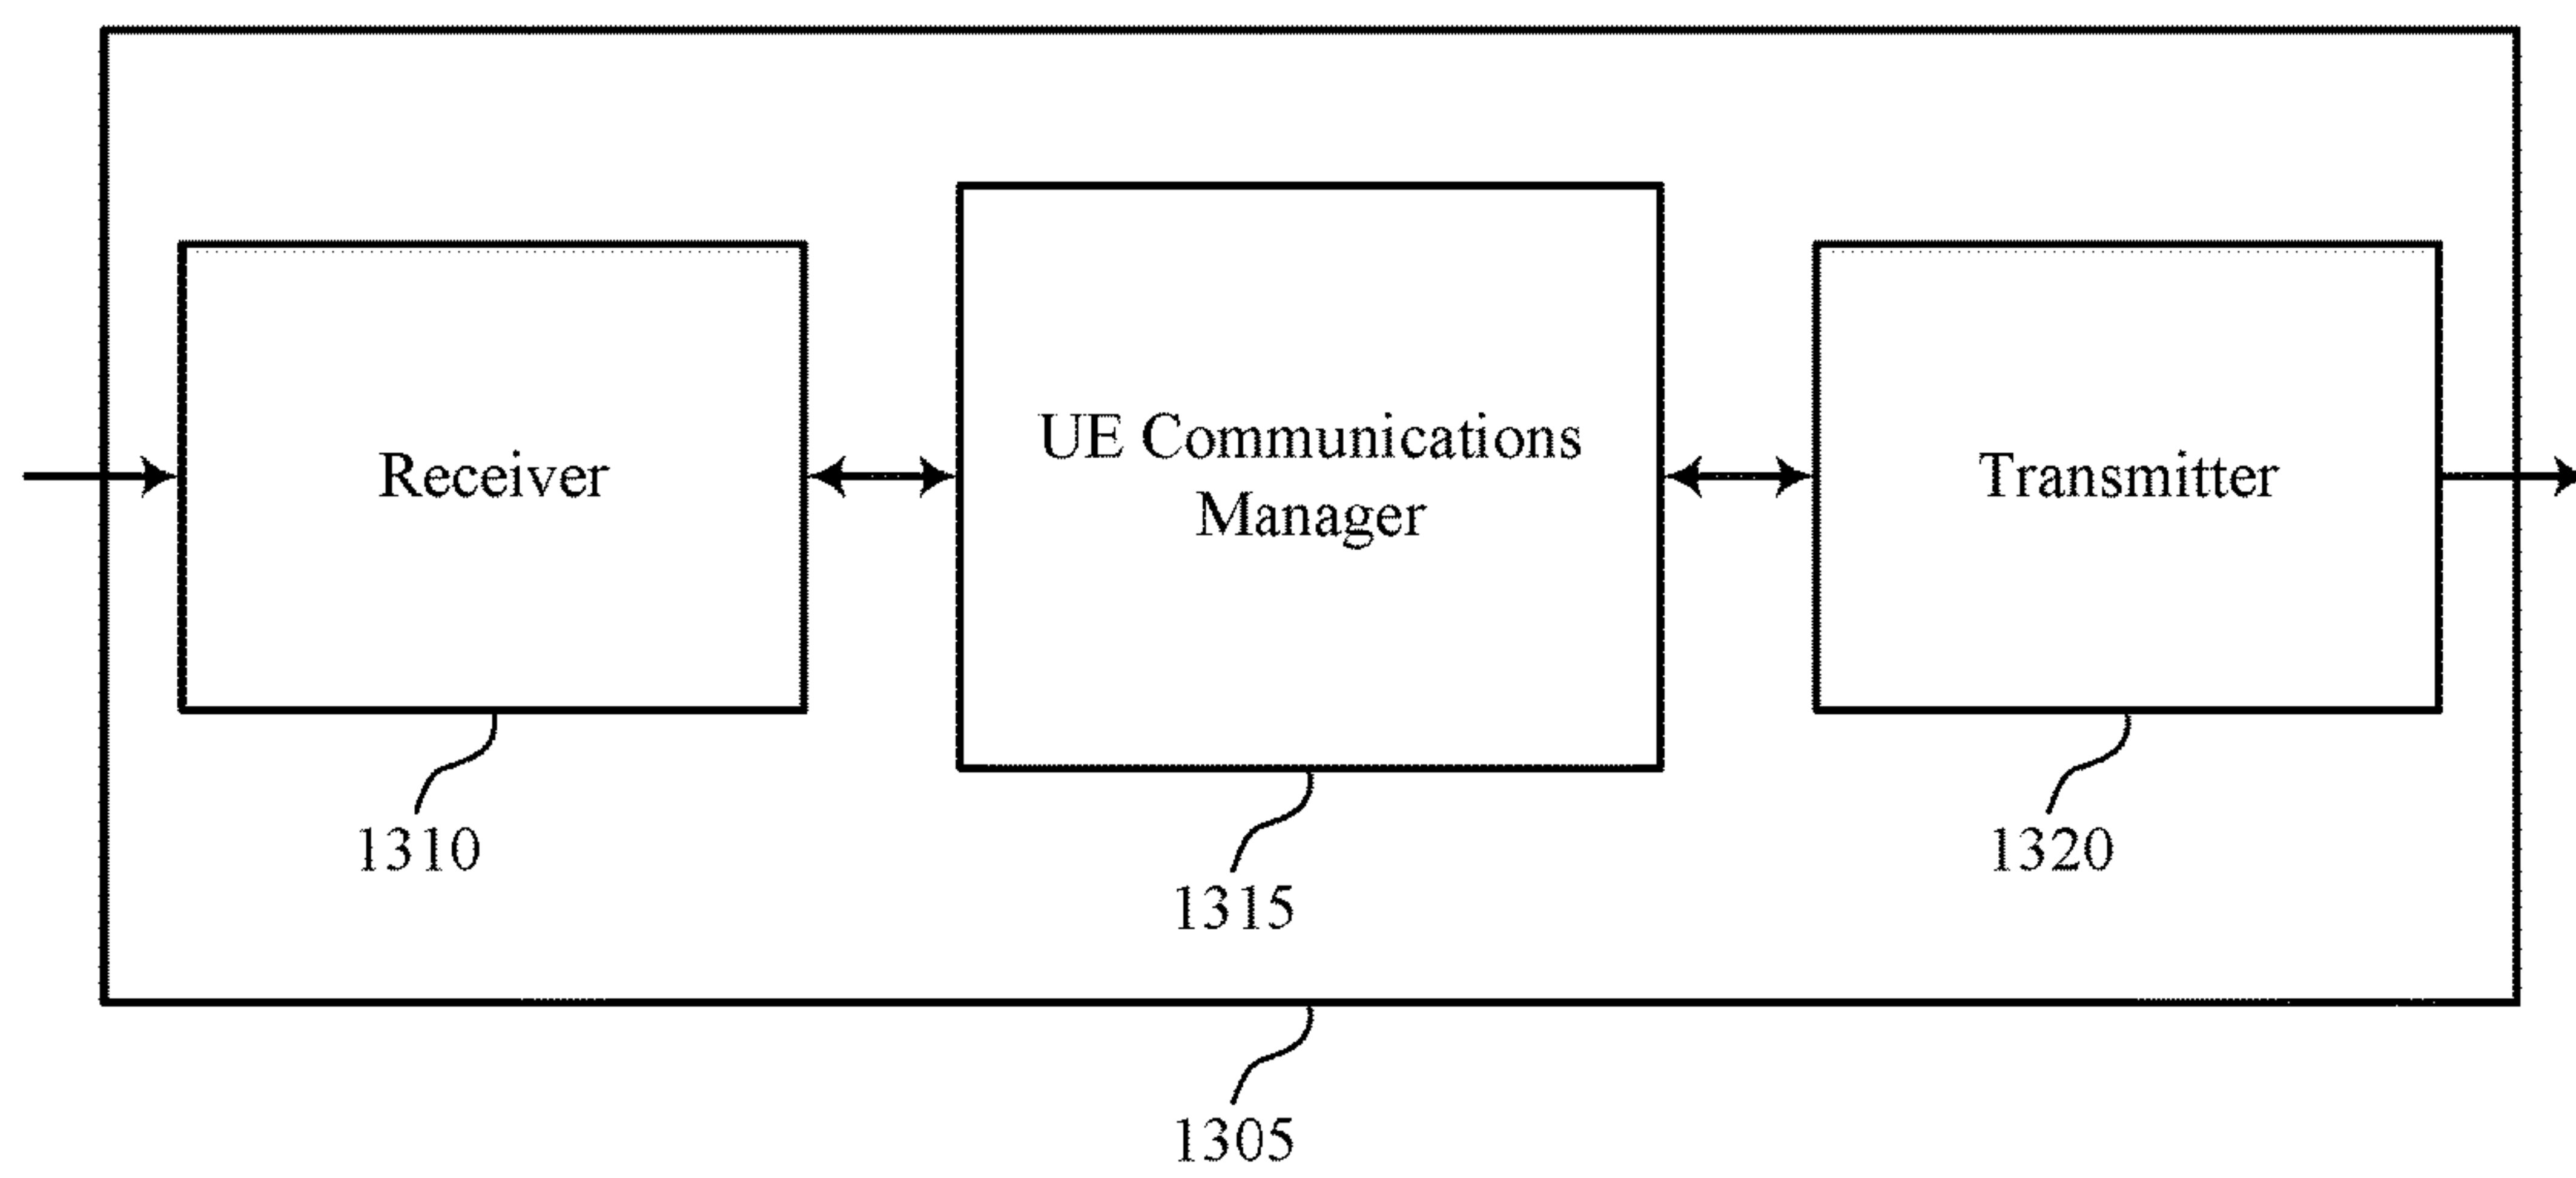 Receiver
UE Communications
Manager
Transmitter
1310
1315
1320
1305